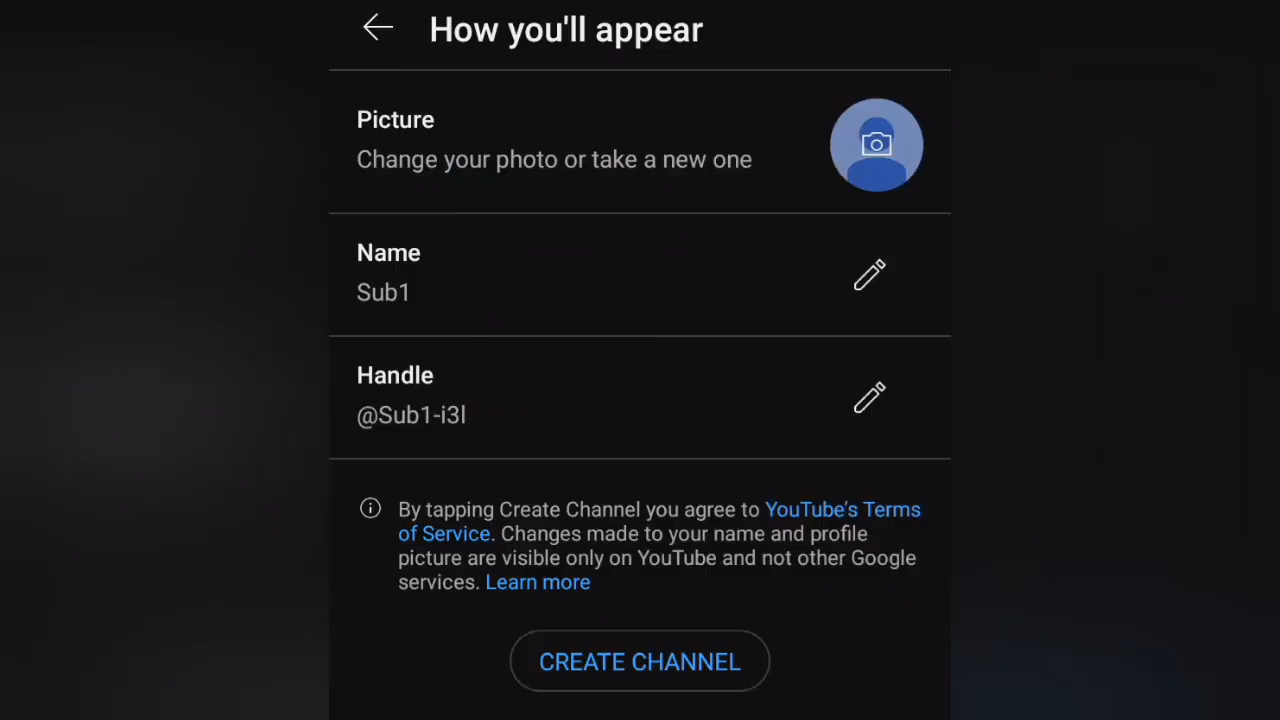 How you'll appear
Picture
Change your photo or take a new one
Name
Sub1
Handle
@Sub1-i3l
By tapping Create Channel you agree to YouTube's Terms
of Service. Changes made to your name and profile
picture are visible only on YouTube and not other Google
services. Learn more
CREATE CHANNEL